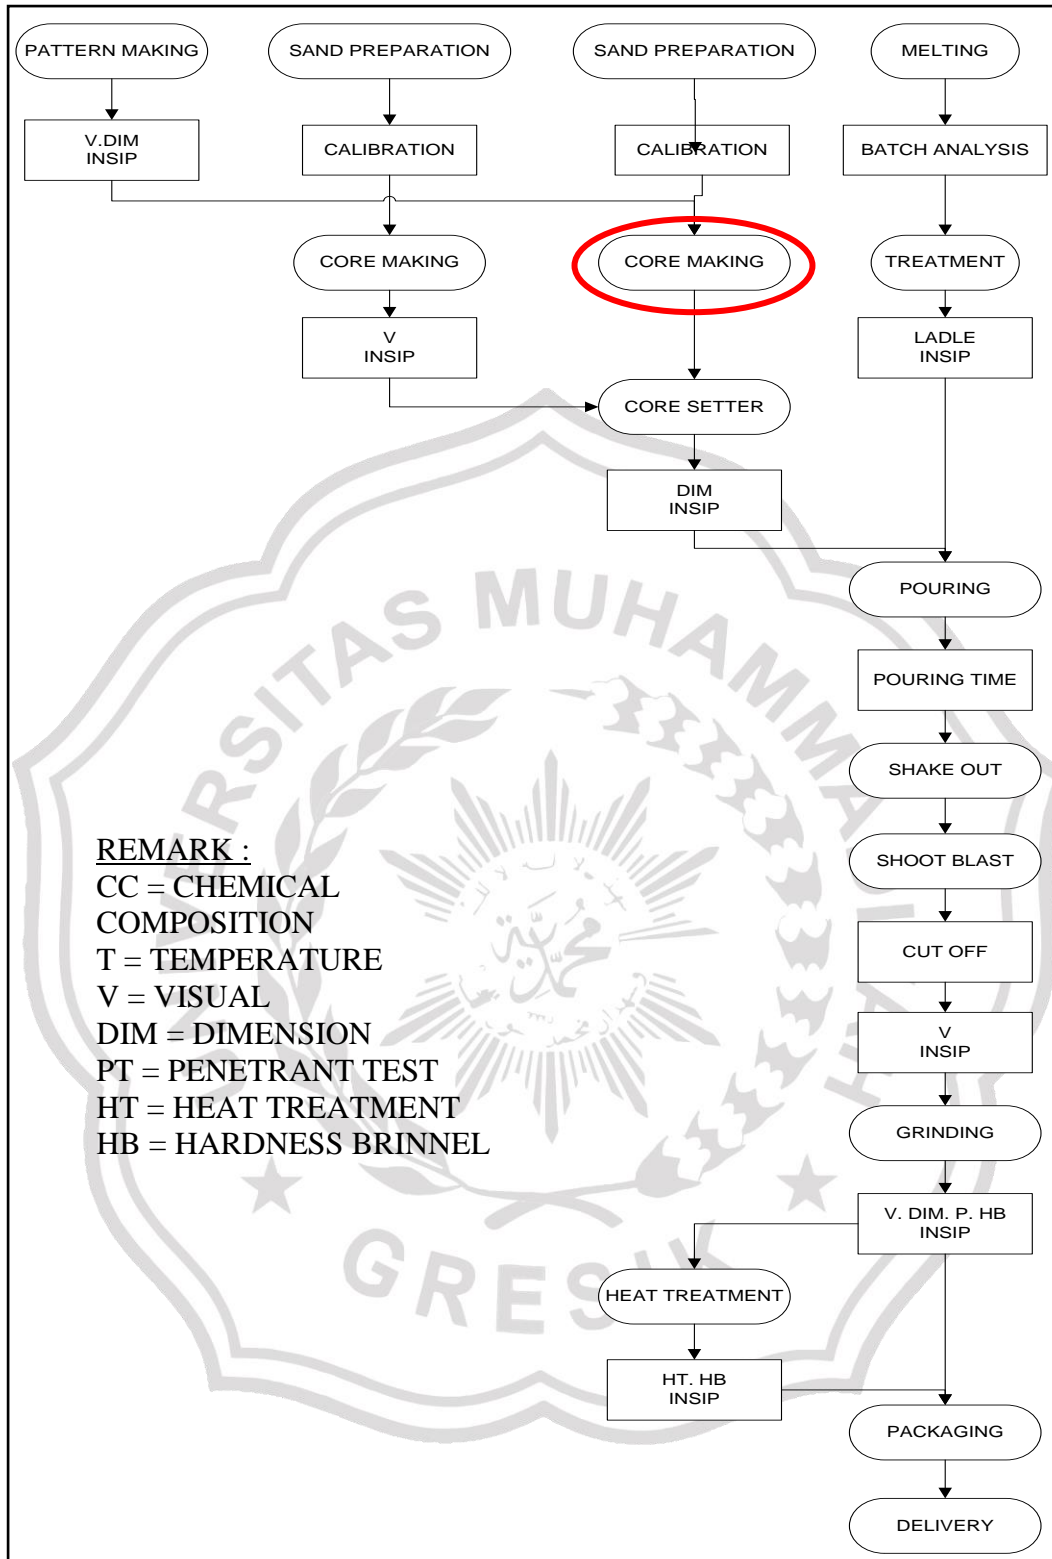 PATTERN MAKING
SAND PREPARATION
SAND PREPARATION
MELTING
V.DIM
INSIP
CALIBRATION
CALIBRATION
BATCH ANALYSIS
CORE MAKING
CORE MAKING
TREATMENT
V
INSIP
LADLE
INSIP
CORE SETTER
DIM
INSIP
POURING
POURING TIME
SHAKE OUT
SHOOT BLAST
CUT OFF
V
INSIP
GRINDING
V. DIM. P. HB
INSIP
HEAT TREATMENT
HT. HB
INSIP
PACKAGING
DELIVERY
REMARK :
CC = CHEMICAL
COMPOSITION
T = TEMPERATURE
V = VISUAL
DIM = DIMENSION
PT = PENETRANT TEST
HT = HEAT TREATMENT
HB = HARDNESS BRINNEL
UNIVERSITAS MUHAMMADIYAH
GRESIK